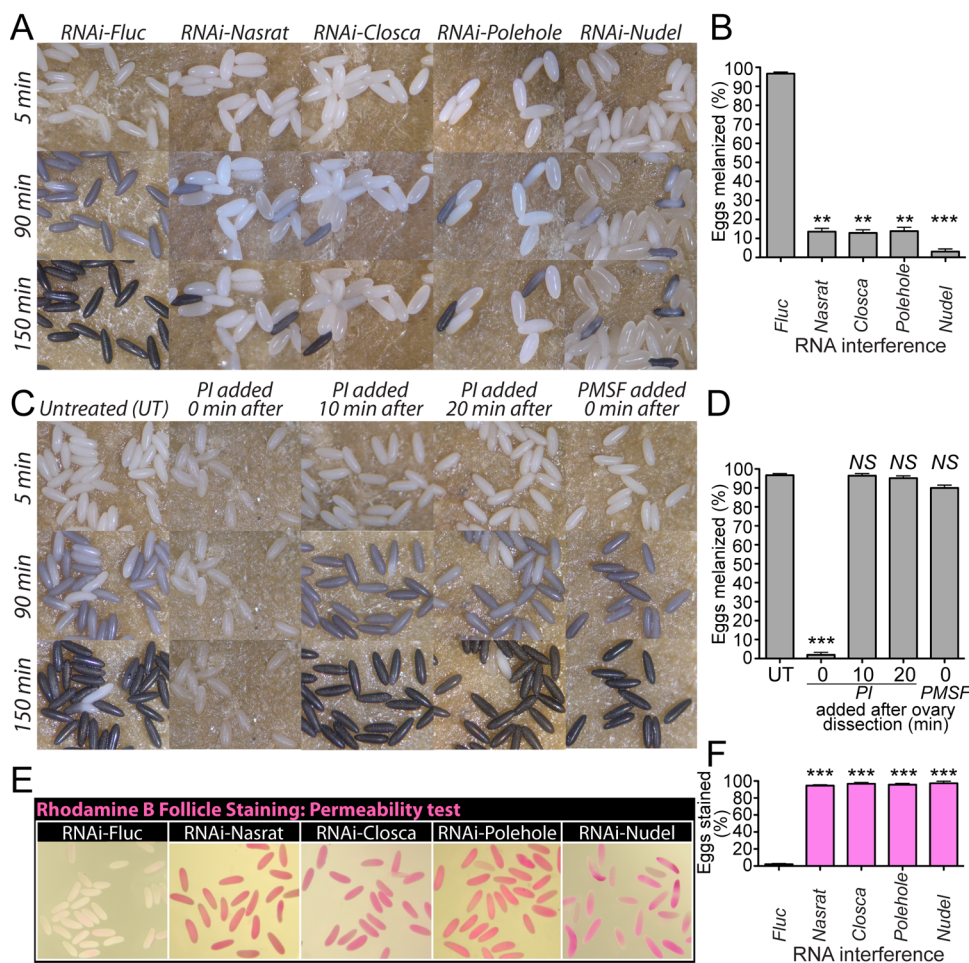 A
RNAi-Fluc RNAi-Nasrat RNAi-Closca RNAi-Polehole RNAi-Nudel
5 min
90 min
150 min
B
Eggs melanized (%)
100
90
80
70
60
50
40
30
20
10
0
** ** ** ***
Fluc Nasrat Closca Polehole Nudel
RNA interference
C
Untreated (UT) PI added 0 min after PI added 10 min after PI added 20 min after PMSF added 0 min after
5 min
90 min
150 min
D
Eggs melanized (%)
100
90
80
70
60
50
40
30
20
10
0
*** NS NS NS
UT 0 10 20 0
PI PMSF
added after ovary
dissection (min)
E
Rhodamine B Follicle Staining: Permeability test
RNAi-Fluc RNAi-Nasrat RNAi-Closca RNAi-Polehole RNAi-Nudel
F
Eggs stained
(%)
100
80
60
40
20
0
*** *** *** ***
Fluc Nasrat Closca Polehole Nudel
RNA interference